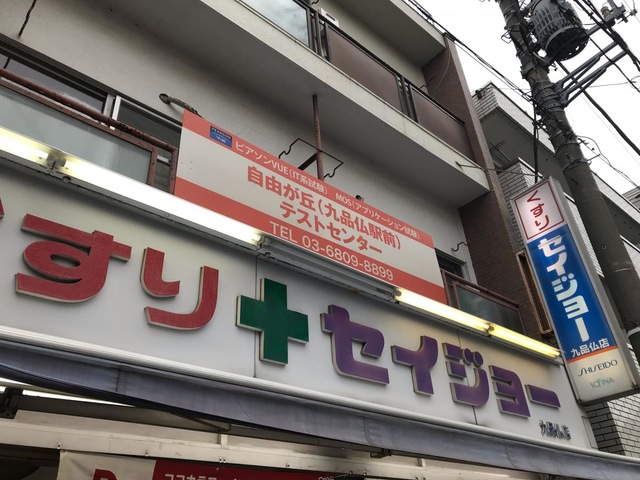 ピアソンVUE(IT系試験) MOS(アプリケーション試験)
自由が丘(九品仏駅前)
テストセンター
TEL 03-6809-8899
くすり
セイジョー
九品仏店
くすり
セイジョー
九品仏店
SHISEIDO